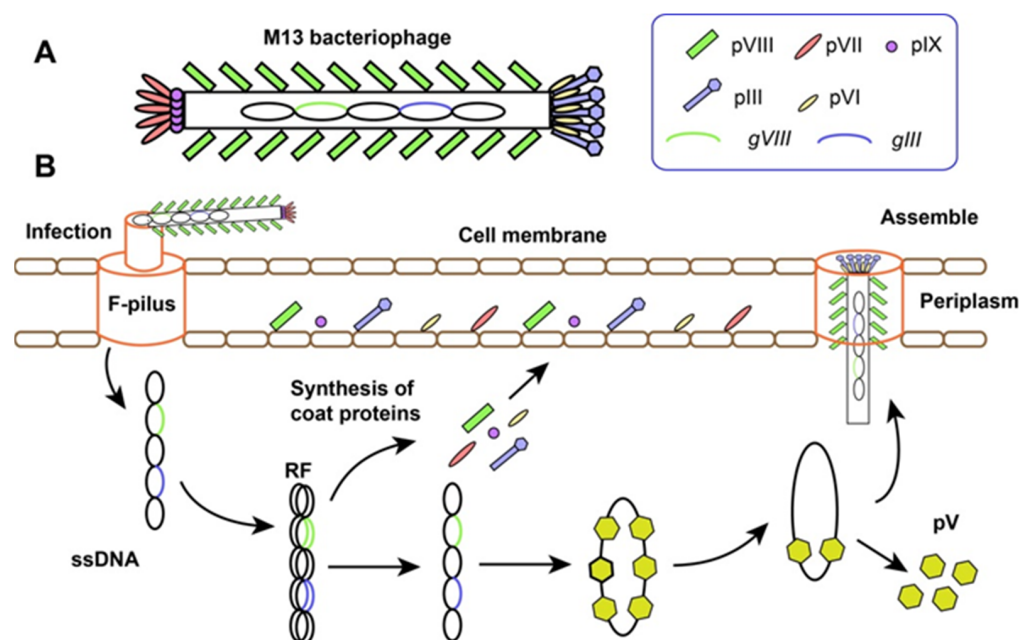 A
M13 bacteriophage
pVIII
pVII
pIX
pIII
pVI
gVIII
gIII
B
Infection
Cell membrane
Assemble
F-pilus
Periplasm
Synthesis of
coat proteins
RF
ssDNA
pV